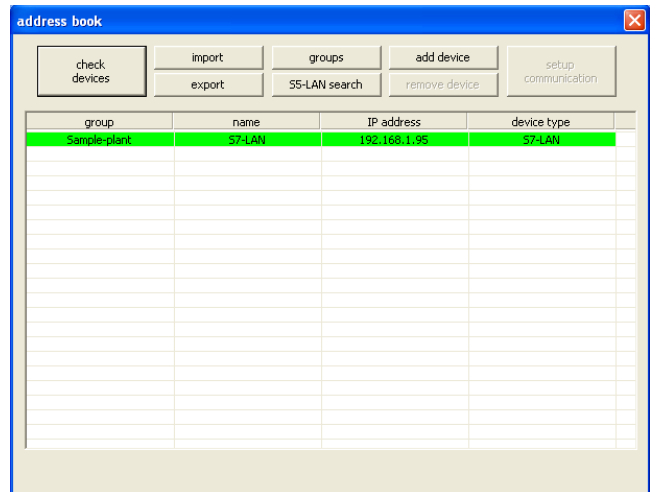 address book
check devices import groups add device setup communication
export S5-LAN search remove device
group name IP address device type
Sample-plant S7-LAN 192.168.1.95 S7-LAN